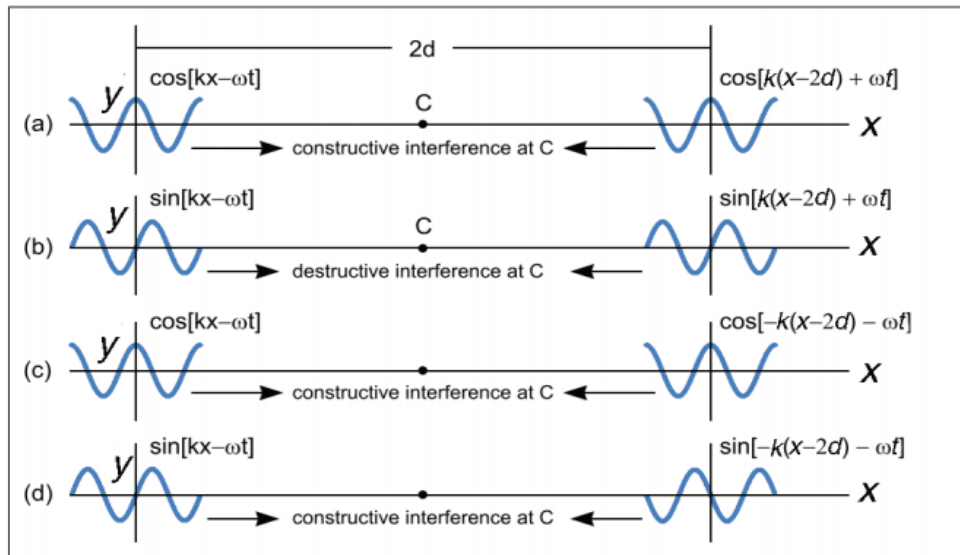 2d
cos[kx−ωt] cos[k(x−2d) + ωt]
y C
(a) x
constructive interference at C
sin[kx−ωt] sin[k(x−2d) + ωt]
y C
(b) x
destructive interference at C
cos[kx−ωt] cos[−k(x−2d) − ωt]
y
(c) x
constructive interference at C
sin[kx−ωt] sin[−k(x−2d) − ωt]
y
(d) x
constructive interference at C